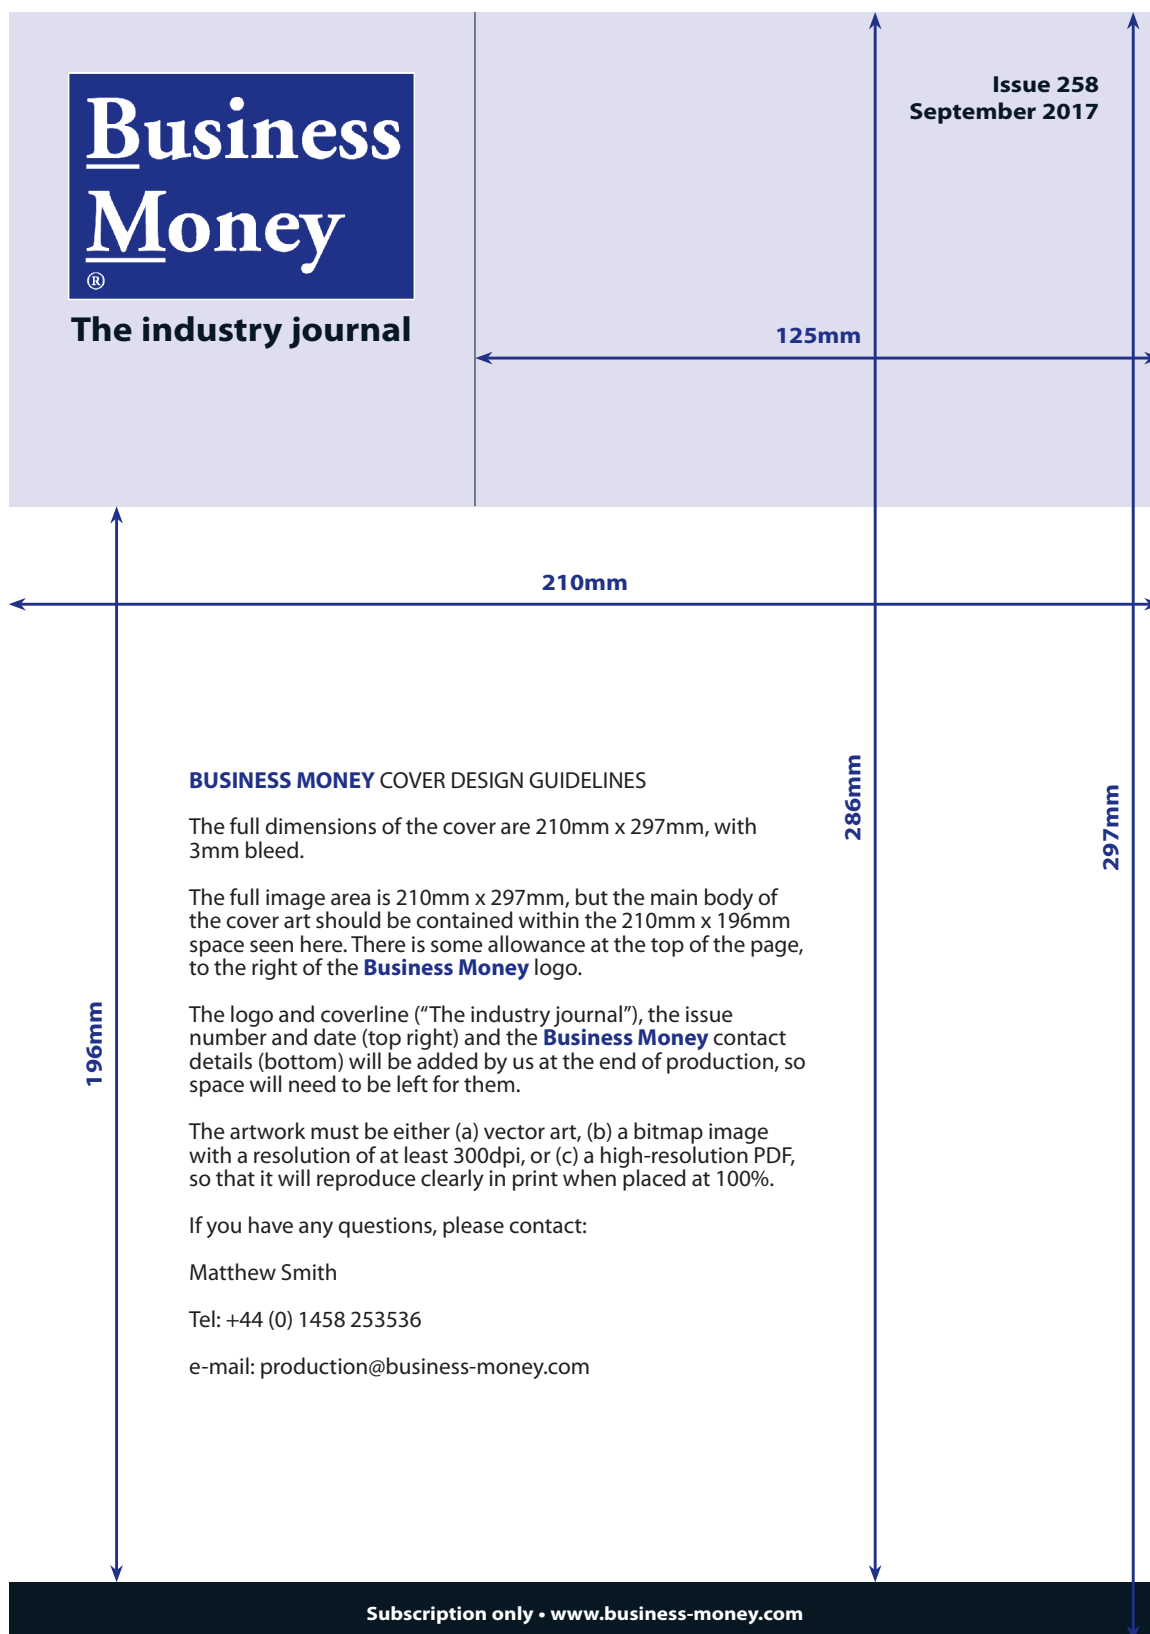 Issue 258
September 2017
Business
Money
®
The industry journal
125mm
210mm
286mm
297mm
196mm
BUSINESS MONEY COVER DESIGN GUIDELINES
The full dimensions of the cover are 210mm x 297mm, with
3mm bleed.
The full image area is 210mm x 297mm, but the main body of
the cover art should be contained within the 210mm x 196mm
space seen here. There is some allowance at the top of the page,
to the right of the Business Money logo.
The logo and coverline (“The industry journal”), the issue
number and date (top right) and the Business Money contact
details (bottom) will be added by us at the end of production, so
space will need to be left for them.
The artwork must be either (a) vector art, (b) a bitmap image
with a resolution of at least 300dpi, or (c) a high-resolution PDF,
so that it will reproduce clearly in print when placed at 100%.
If you have any questions, please contact:
Matthew Smith
Tel: +44 (0) 1458 253536
e-mail: production@business-money.com
Subscription only • www.business-money.com